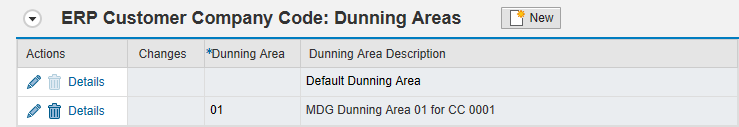 ERP Customer Company Code: Dunning Areas New
Actions Changes *Dunning Area Dunning Area Description
Details Default Dunning Area
Details 01 MDG Dunning Area 01 for CC 0001